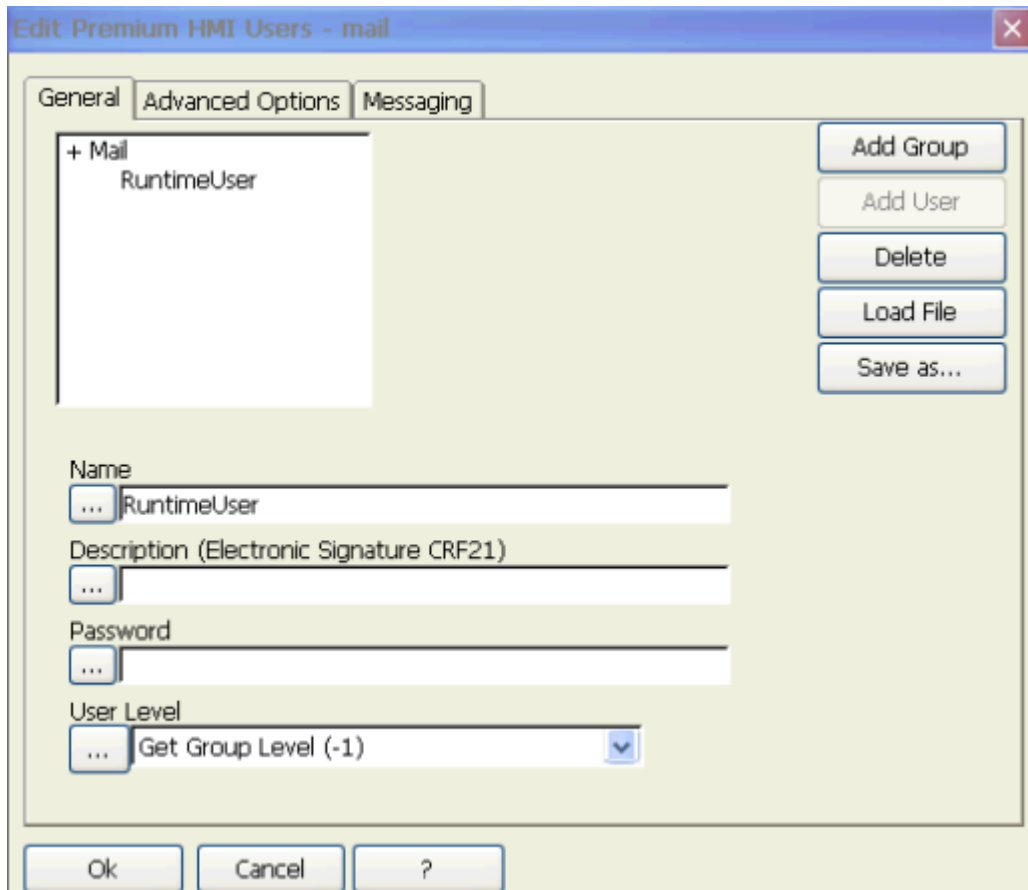 Edit Premium HMI Users - mail
General
Advanced Options
Messaging
+ Mail
RuntimeUser
Add Group
Add User
Delete
Load File
Save as...
Name
... RuntimeUser
Description (Electronic Signature CRF21)
...
Password
...
User Level
... Get Group Level (-1)
Ok
Cancel
?